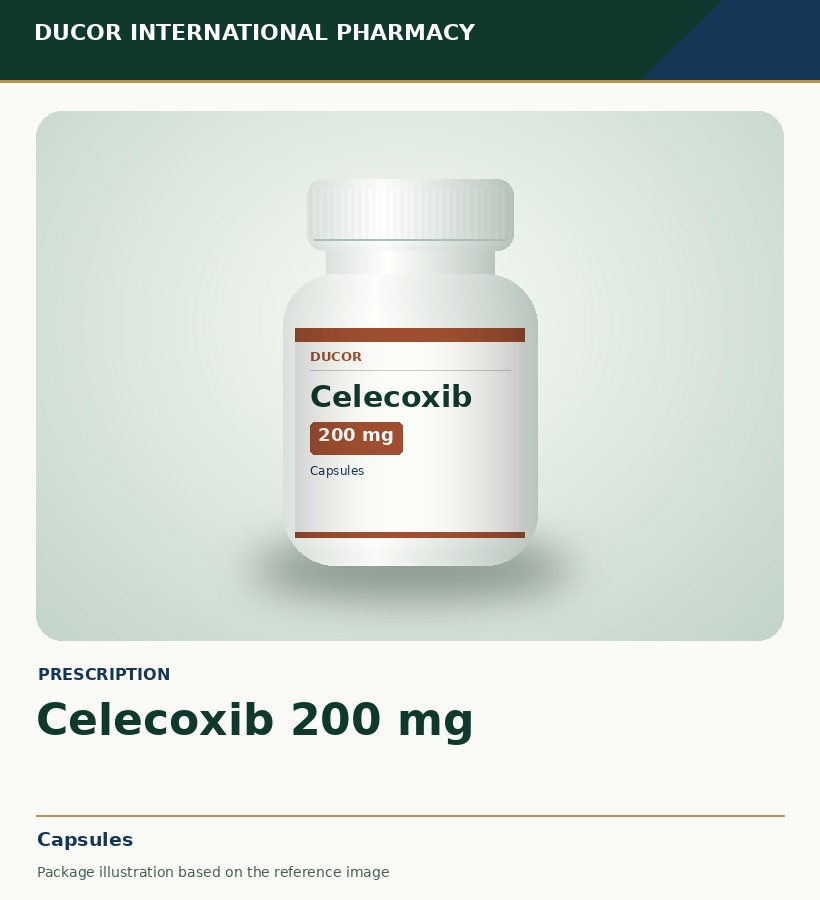 DUCOR INTERNATIONAL PHARMACY
DUCOR
Celecoxib
200 mg
Capsules
PRESCRIPTION
Celecoxib 200 mg
Capsules
Package illustration based on the reference image